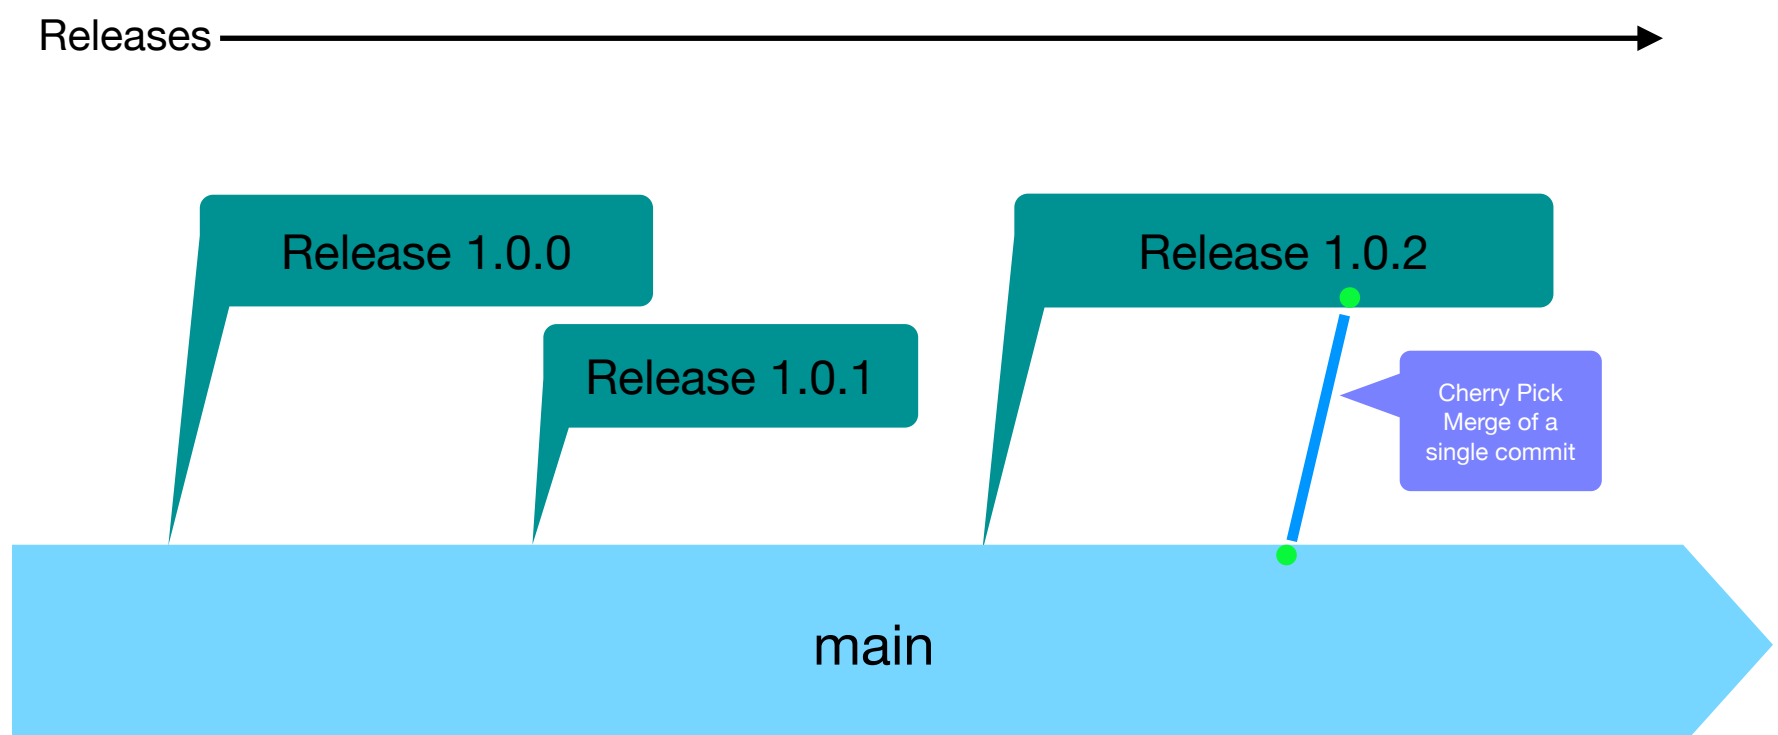 Releases
Release 1.0.0
Release 1.0.2
Release 1.0.1
Cherry Pick
Merge of a
single commit
main